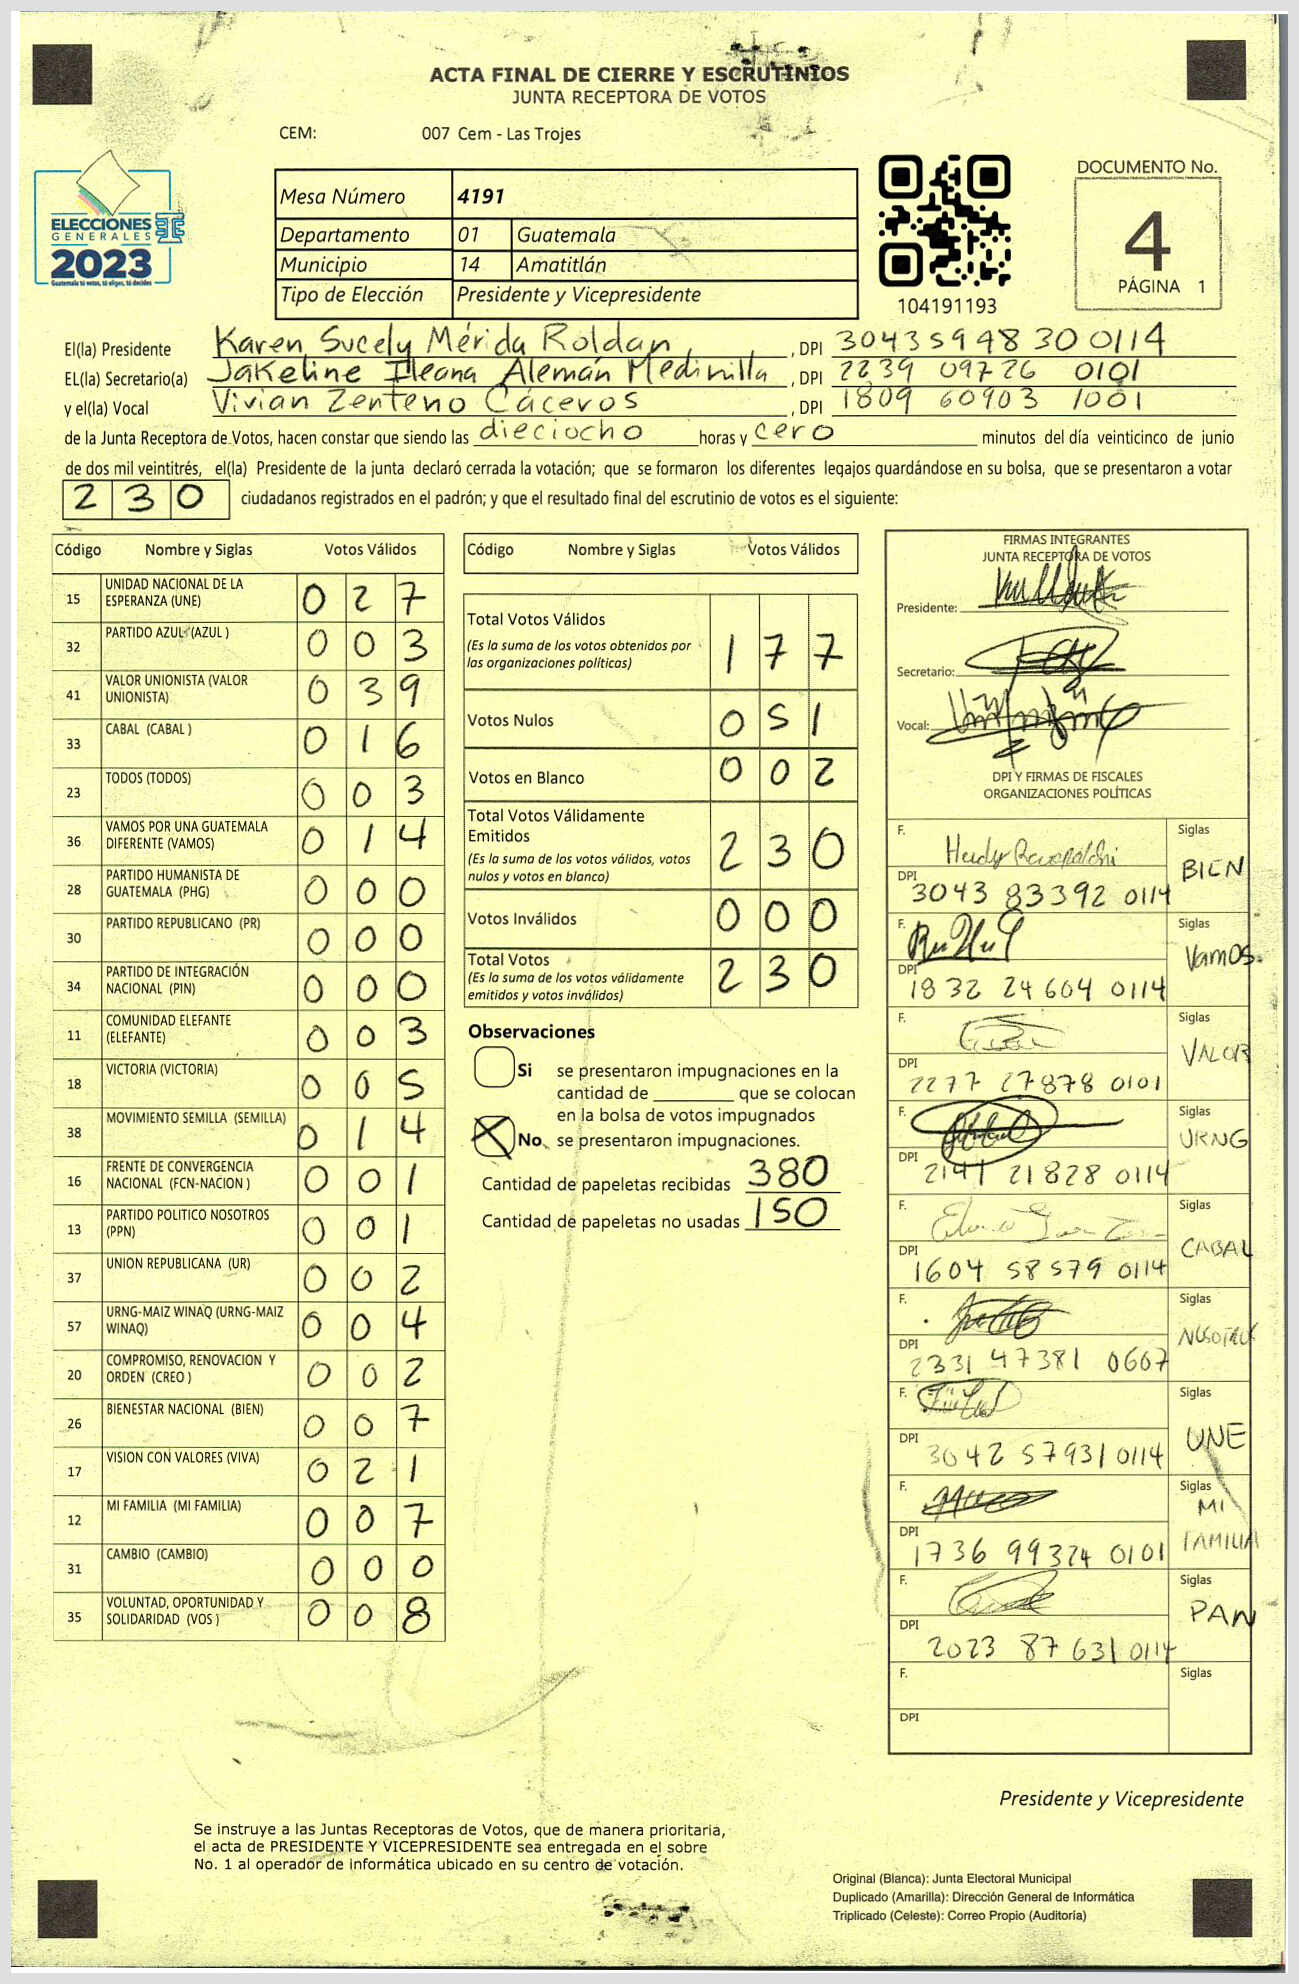 ACTA FINAL DE CIERRE Y ESCRUTINIOS
JUNTA RECEPTORA DE VOTOS
CEM: 007 Cem - Las Trojes
ELECCIONES
GENERALES
2023
Guatemala tú votas, tú eliges, tú decides
Mesa Número 4191
Departamento 01 Guatemala
Municipio 14 Amatitlán
Tipo de Elección Presidente y Vicepresidente
104191193
DOCUMENTO No.
4
PÁGINA 1
El(la) Presidente Karen Sucely Mérida Roldan, DPI 30435998 30 0114
EL(la) Secretario(a) Jakeline Ileana Alemán Medinilla, DPI 2239 09726 0101
y el(la) Vocal Vivian Zenteno Cáceros, DPI 1809 60903 1001
de la Junta Receptora de Votos, hacen constar que siendo las dieciocho horas y cero minutos del día veinticinco de junio
de dos mil veintitrés, el(la) Presidente de la junta declaró cerrada la votación; que se formaron los diferentes legajos guardándose en su bolsa, que se presentaron a votar
230 ciudadanos registrados en el padrón; y que el resultado final del escrutinio de votos es el siguiente:
Código Nombre y Siglas Votos Válidos
15 UNIDAD NACIONAL DE LA
ESPERANZA (UNE) 0 2 7
32 PARTIDO AZUL (AZUL ) 0 0 3
41 VALOR UNIONISTA (VALOR
UNIONISTA) 0 3 9
33 CABAL (CABAL ) 0 1 6
23 TODOS (TODOS) 0 0 3
36 VAMOS POR UNA GUATEMALA
DIFERENTE (VAMOS) 0 1 4
28 PARTIDO HUMANISTA DE
GUATEMALA (PHG) 0 0 0
30 PARTIDO REPUBLICANO (PR) 0 0 0
34 PARTIDO DE INTEGRACIÓN
NACIONAL (PIN) 0 0 0
11 COMUNIDAD ELEFANTE
(ELEFANTE) 0 0 3
18 VICTORIA (VICTORIA) 0 0 5
38 MOVIMIENTO SEMILLA (SEMILLA) 0 1 4
16 FRENTE DE CONVERGENCIA
NACIONAL (FCN-NACION ) 0 0 1
13 PARTIDO POLITICO NOSOTROS
(PPN) 0 0 1
37 UNION REPUBLICANA (UR) 0 0 2
57 URNG-MAIZ WINAQ (URNG-MAIZ
WINAQ) 0 0 4
20 COMPROMISO, RENOVACION Y
ORDEN (CREO ) 0 0 2
26 BIENESTAR NACIONAL (BIEN) 0 0 7
17 VISION CON VALORES (VIVA) 0 2 1
12 MI FAMILIA (MI FAMILIA) 0 0 7
31 CAMBIO (CAMBIO) 0 0 0
35 VOLUNTAD, OPORTUNIDAD Y
SOLIDARIDAD (VOS ) 0 0 8
Código Nombre y Siglas Votos Válidos
Total Votos Válidos
(Es la suma de los votos obtenidos por
las organizaciones políticas) 1 7 7
Votos Nulos 0 5 1
Votos en Blanco 0 0 2
Total Votos Válidamente
Emitidos
(Es la suma de los votos válidos, votos
nulos y votos en blanco) 2 3 0
Votos Inválidos 0 0 0
Total Votos
(Es la suma de los votos válidamente
emitidos y votos inválidos) 2 3 0
Observaciones
Si se presentaron impugnaciones en la
cantidad de ________ que se colocan
en la bolsa de votos impugnados
No se presentaron impugnaciones.
Cantidad de papeletas recibidas 380
Cantidad de papeletas no usadas 150
FIRMAS INTEGRANTES
JUNTA RECEPTORA DE VOTOS
Presidente:
Secretario:
Vocal:
DPI Y FIRMAS DE FISCALES
ORGANIZACIONES POLÍTICAS
F. Siglas
BIEN
DPI
3043 83392 0114
F. Siglas
Vamos.
DPI
1832 24604 0114
F. Siglas
VALOR
DPI
2277 27878 0101
F. Siglas
URNG
DPI
2141 21828 0114
F. Siglas
CABAL
DPI
1604 58579 0114
F. Siglas
NOSOTROS
DPI
2331 47381 0607
F. Siglas
UNE
DPI
3042 57931 0114
F. Siglas
MI
FAMILIA
DPI
1736 99324 0101
F. Siglas
PAN
DPI
2023 87 631 0114
F. Siglas
DPI
Presidente y Vicepresidente
Se instruye a las Juntas Receptoras de Votos, que de manera prioritaria,
el acta de PRESIDENTE Y VICEPRESIDENTE sea entregada en el sobre
No. 1 al operador de informática ubicado en su centro de votación.
Original (Blanca): Junta Electoral Municipal
Duplicado (Amarilla): Dirección General de Informática
Triplicado (Celeste): Correo Propio (Auditoría)